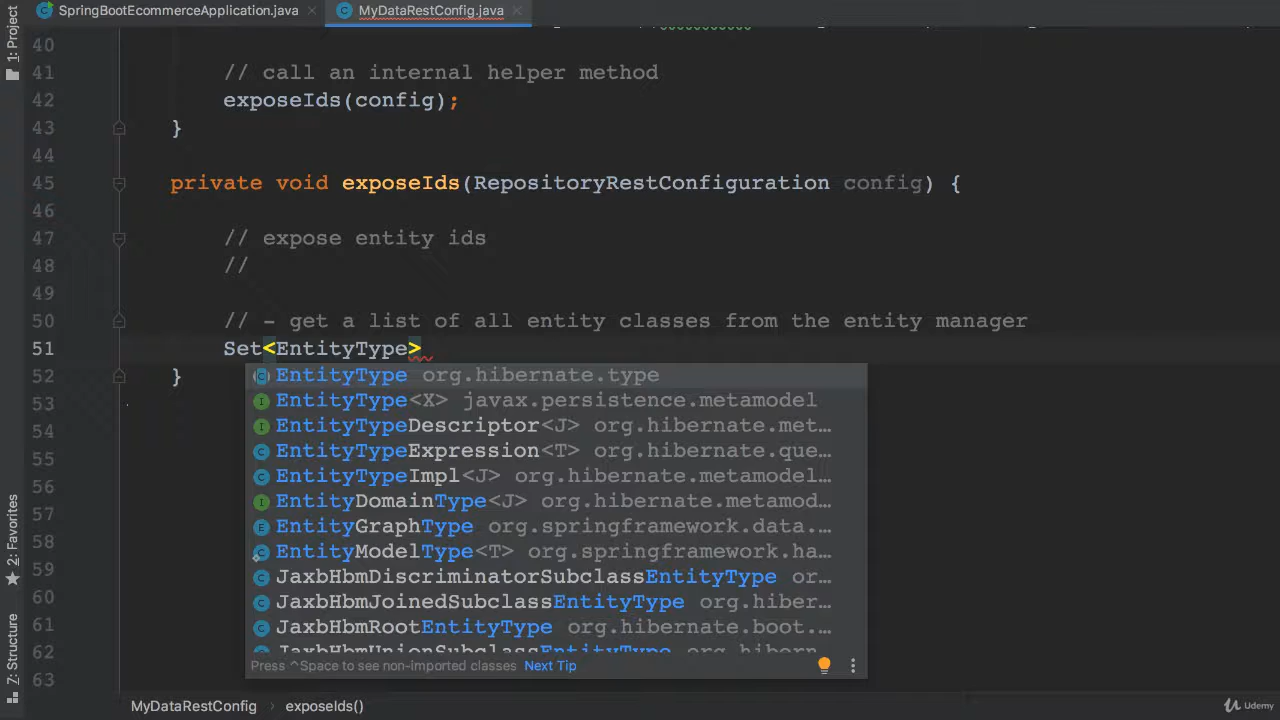 SpringBootEcommerceApplication.java
MyDataRestConfig.java
1: Project
40
41 // call an internal helper method
42 exposeIds(config);
43 }
44
45 private void exposeIds(RepositoryRestConfiguration config) {
46
47 // expose entity ids
48 //
49
50 // - get a list of all entity classes from the entity manager
51 Set<EntityType>
52 }
53
54
55
56
57
58
59
60
61
62
63
EntityType org.hibernate.type
EntityType<X> javax.persistence.metamodel
EntityTypeDescriptor<J> org.hibernate.met…
EntityTypeExpression<T> org.hibernate.que…
EntityTypeImpl<J> org.hibernate.metamodel…
EntityDomainType<J> org.hibernate.metamod…
EntityGraphType org.springframework.data.…
EntityModelType<T> org.springframework.ha…
JaxbHbmDiscriminatorSubclassEntityType or…
JaxbHbmJoinedSubclassEntityType org.hiber…
JaxbHbmRootEntityType org.hibernate.boot.…
JaxbHbmUnionSubclassEntityType org.hibern…
Press ^Space to see non-imported classes Next Tip
2: Favorites
7: Structure
MyDataRestConfig
exposeIds()
Udemy